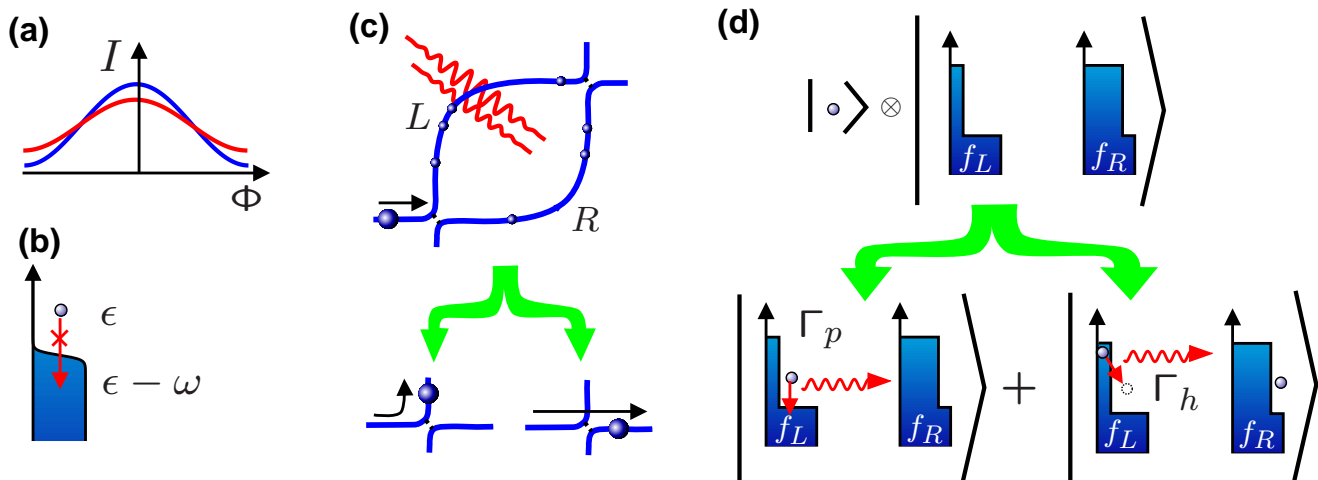 (a)
I
Φ
(b)
ϵ
ϵ − ω
(c)
L
R
(d)
| ⟩ ⊗ | f_L f_R ⟩
| Γ_p f_L f_R ⟩ + | Γ_h f_L f_R ⟩